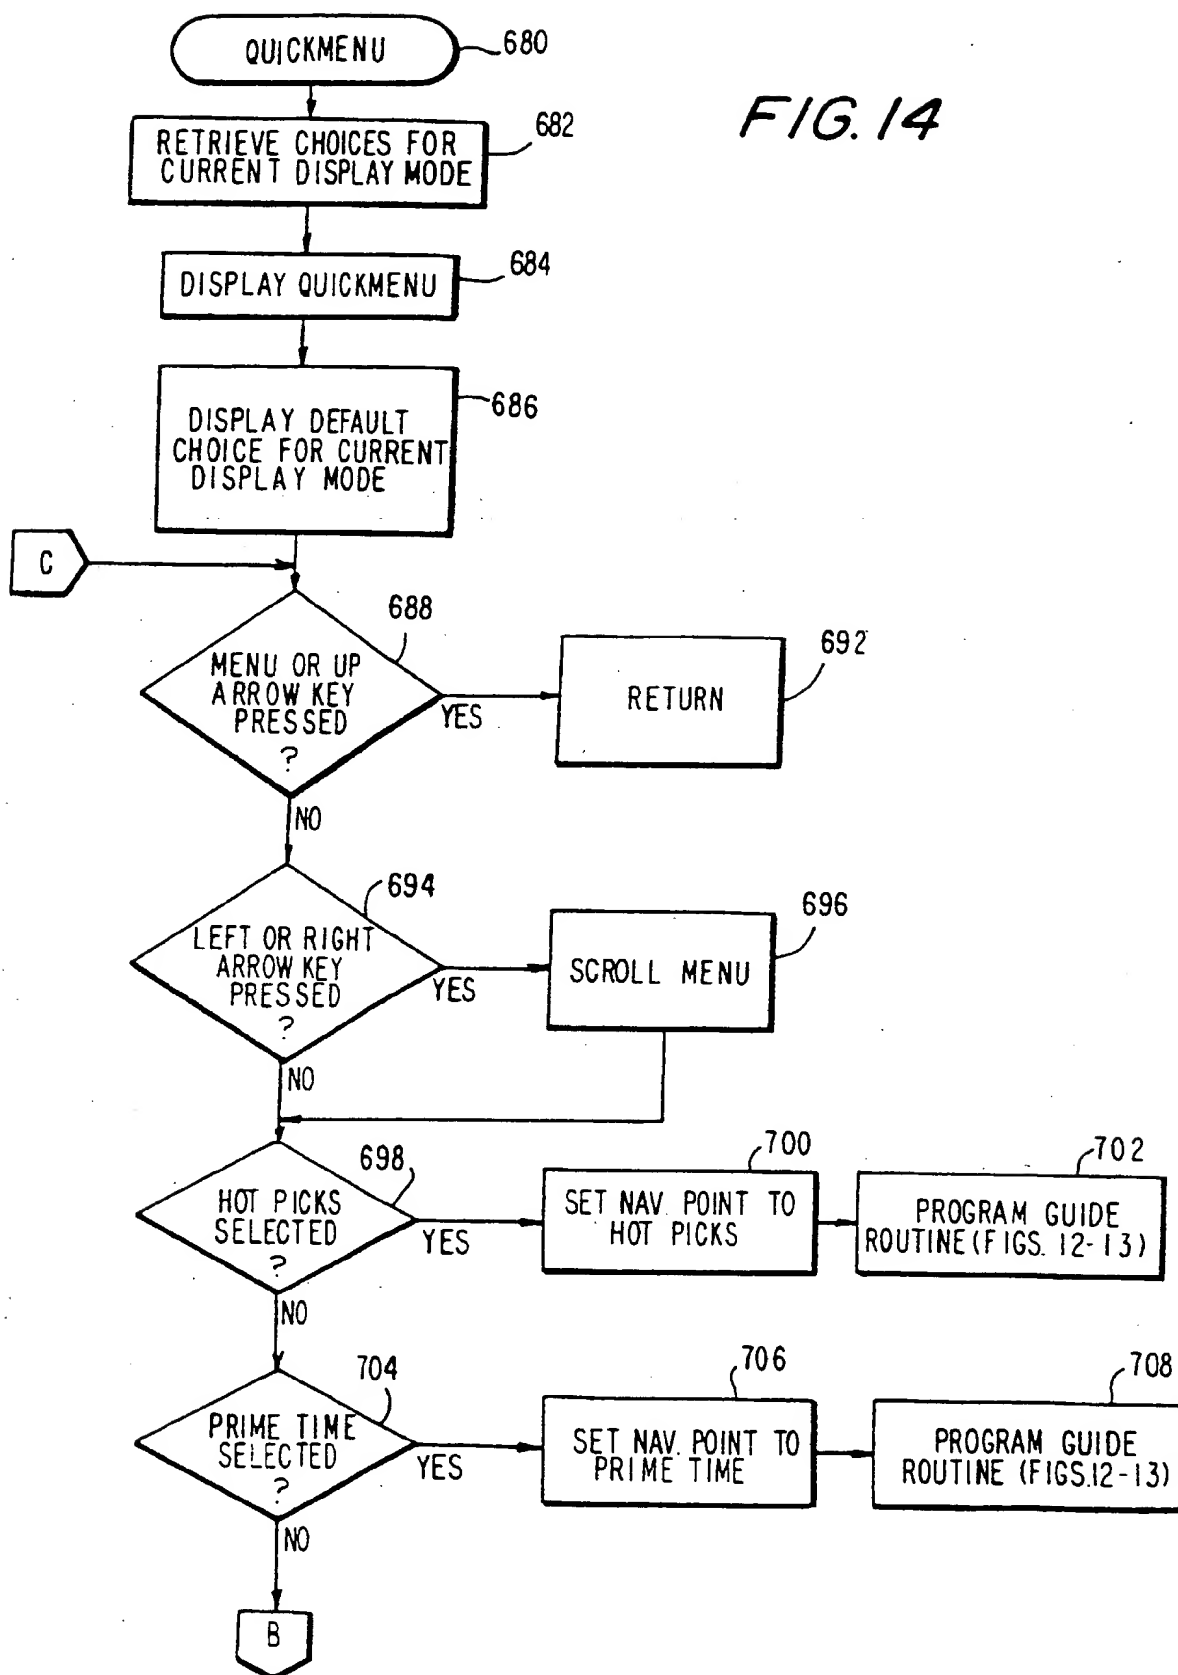 QUICKMENU
680
FIG. 14
RETRIEVE CHOICES FOR
CURRENT DISPLAY MODE
682
DISPLAY QUICKMENU
684
DISPLAY DEFAULT
CHOICE FOR CURRENT
DISPLAY MODE
686
C
MENU OR UP
ARROW KEY
PRESSED
?
688
YES
RETURN
692
NO
LEFT OR RIGHT
ARROW KEY
PRESSED
?
694
YES
SCROLL MENU
696
NO
HOT PICKS
SELECTED
?
698
YES
SET NAV. POINT TO
HOT PICKS
700
PROGRAM GUIDE
ROUTINE (FIGS. 12-13)
702
NO
PRIME TIME
SELECTED
?
704
YES
SET NAV. POINT TO
PRIME TIME
706
PROGRAM GUIDE
ROUTINE (FIGS.12-13)
708
NO
B